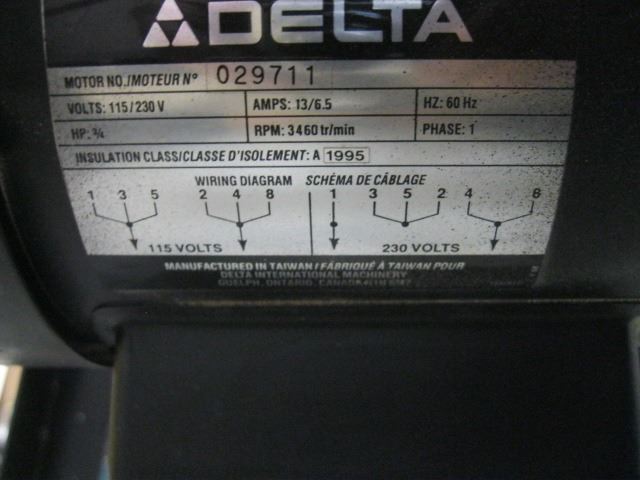 DELTA
MOTOR NO./MOTEUR Nº 029711
VOLTS: 115/230 V AMPS: 13/6.5 HZ: 60 Hz
HP: ¾ RPM: 3460 tr/min PHASE: 1
INSULATION CLASS/CLASSE D'ISOLEMENT: A 1995
WIRING DIAGRAM SCHÉMA DE CÂBLAGE
1 3 5 2 4 8 1 3 5 2 4 6
115 VOLTS 230 VOLTS
MANUFACTURED IN TAIWAN / FABRIQUÉ À TAIWAN POUR
DELTA INTERNATIONAL MACHINERY
GUELPH, ONTARIO, CANADA